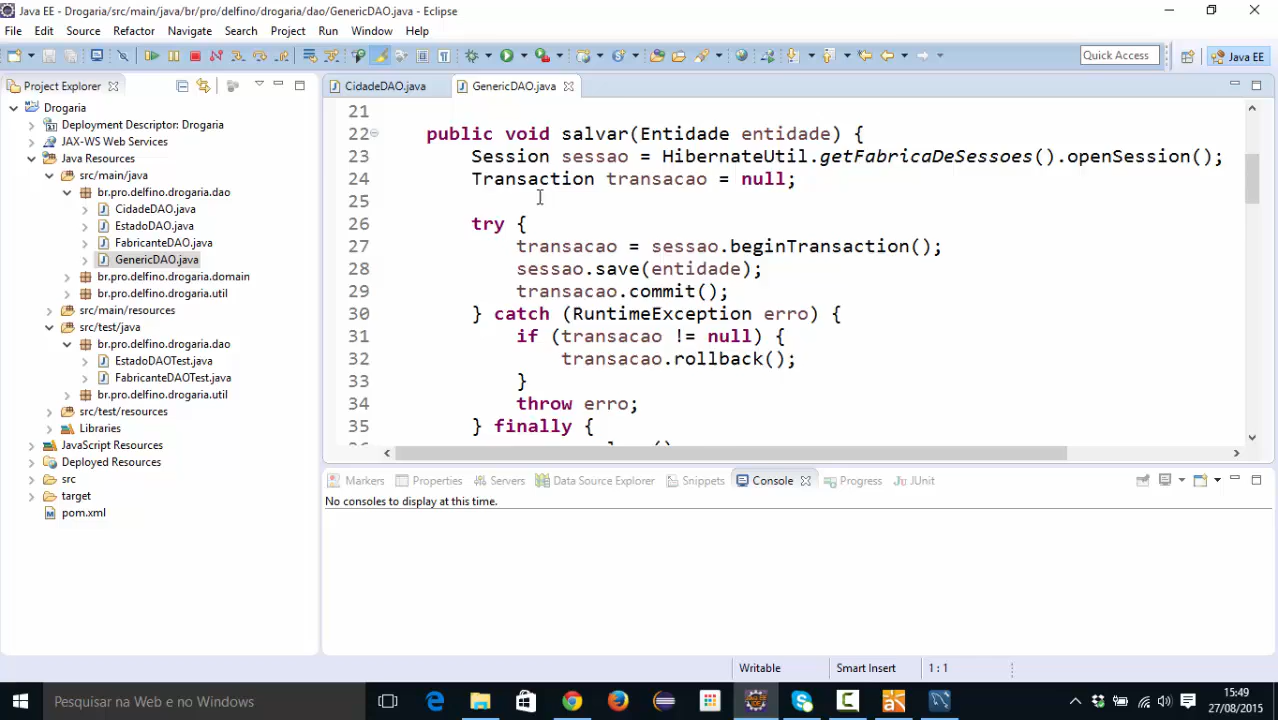 Java EE - Drogaria/src/main/java/br/pro/delfino/drogaria/dao/GenericDAO.java - Eclipse
File Edit Source Refactor Navigate Search Project Run Window Help
Quick Access
Java EE
Project Explorer
Drogaria
Deployment Descriptor: Drogaria
JAX-WS Web Services
Java Resources
src/main/java
br.pro.delfino.drogaria.dao
CidadeDAO.java
EstadoDAO.java
FabricanteDAO.java
GenericDAO.java
br.pro.delfino.drogaria.domain
br.pro.delfino.drogaria.util
src/main/resources
src/test/java
br.pro.delfino.drogaria.dao
EstadoDAOTest.java
FabricanteDAOTest.java
br.pro.delfino.drogaria.util
src/test/resources
Libraries
JavaScript Resources
Deployed Resources
src
target
pom.xml
CidadeDAO.java GenericDAO.java
21
22 public void salvar(Entidade entidade) {
23 Session sessao = HibernateUtil.getFabricaDeSessoes().openSession();
24 Transaction transacao = null;
25
26 try {
27 transacao = sessao.beginTransaction();
28 sessao.save(entidade);
29 transacao.commit();
30 } catch (RuntimeException erro) {
31 if (transacao != null) {
32 transacao.rollback();
33 }
34 throw erro;
35 } finally {
Markers Properties Servers Data Source Explorer Snippets Console Progress JUnit
No consoles to display at this time.
Writable Smart Insert 1 : 1
Pesquisar na Web e no Windows
15:49
27/08/2015